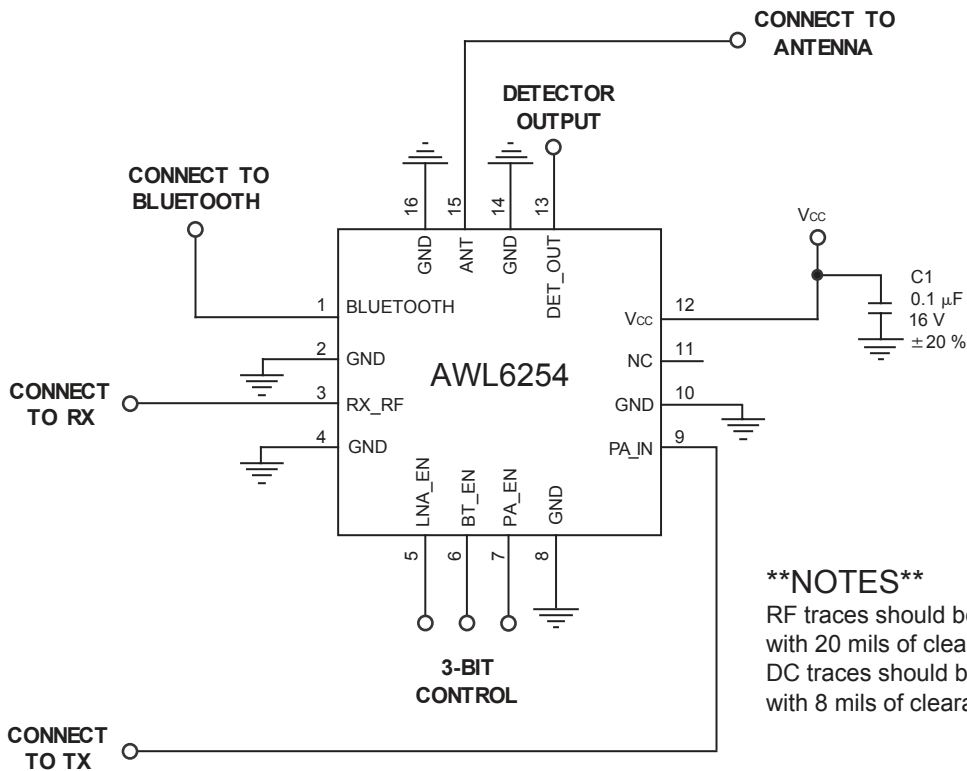 CONNECT TO
ANTENNA
DETECTOR
OUTPUT
CONNECT TO
BLUETOOTH
16
15
14
13
GND
ANT
GND
DET_OUT
Vcc
C1
0.1 µF
16 V
±20 %
1
BLUETOOTH
2
GND
CONNECT
TO RX
3
RX_RF
4
GND
AWL6254
Vcc
12
NC
11
GND
10
PA_IN
9
LNA_EN
BT_EN
PA_EN
GND
5
6
7
8
3-BIT
CONTROL
**NOTES**
RF traces should
with 20 mils of
DC traces should
with 8 mils of
CONNECT
TO TX